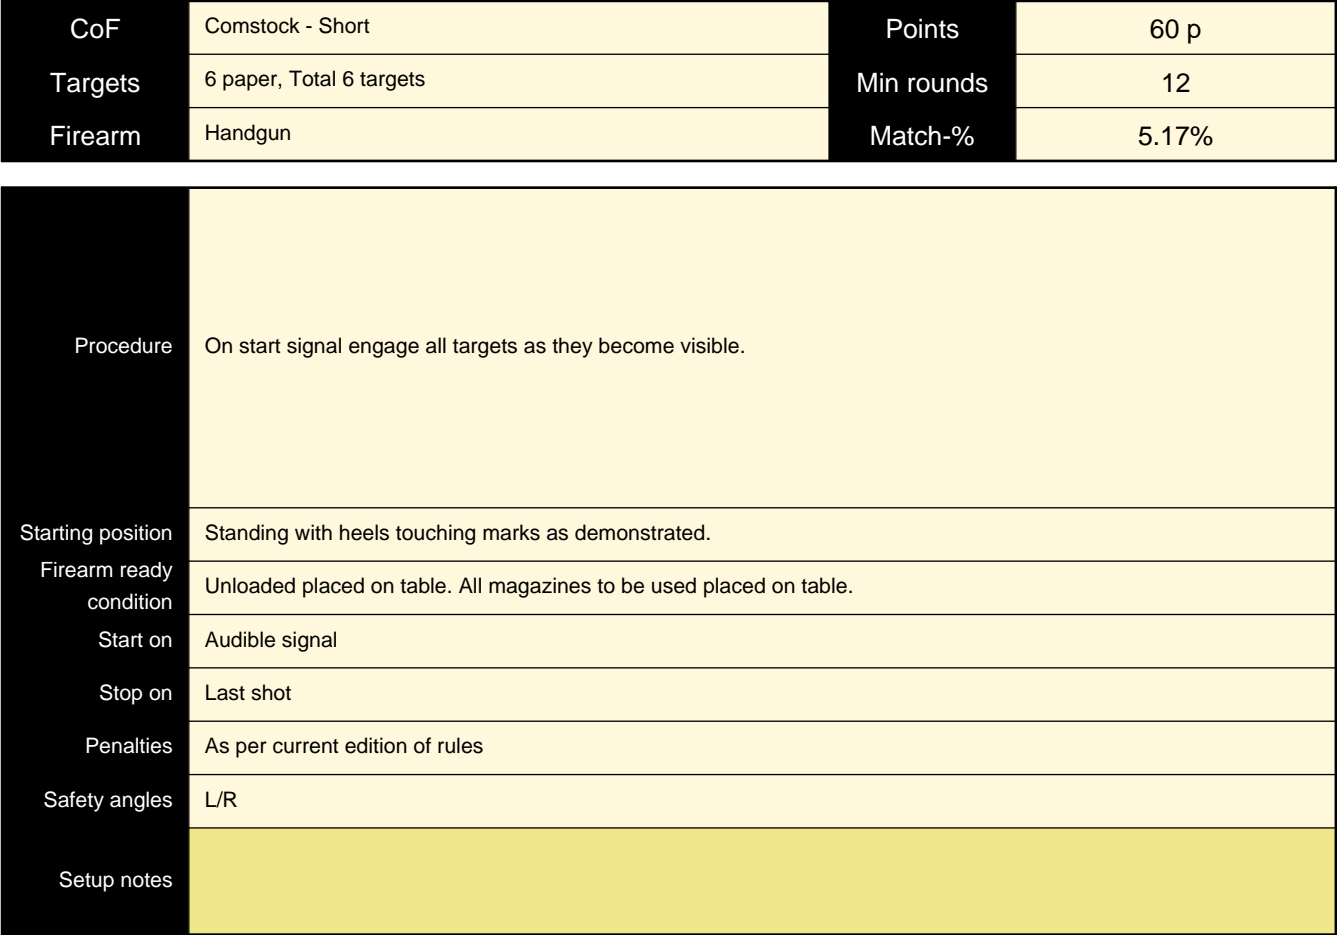 CoF Comstock - Short Points 60 p
Targets 6 paper, Total 6 targets Min rounds 12
Firearm Handgun Match-% 5.17%
Procedure On start signal engage all targets as they become visible.
Starting position Standing with heels touching marks as demonstrated.
Firearm ready
condition Unloaded placed on table. All magazines to be used placed on table.
Start on Audible signal
Stop on Last shot
Penalties As per current edition of rules
Safety angles L/R
Setup notes